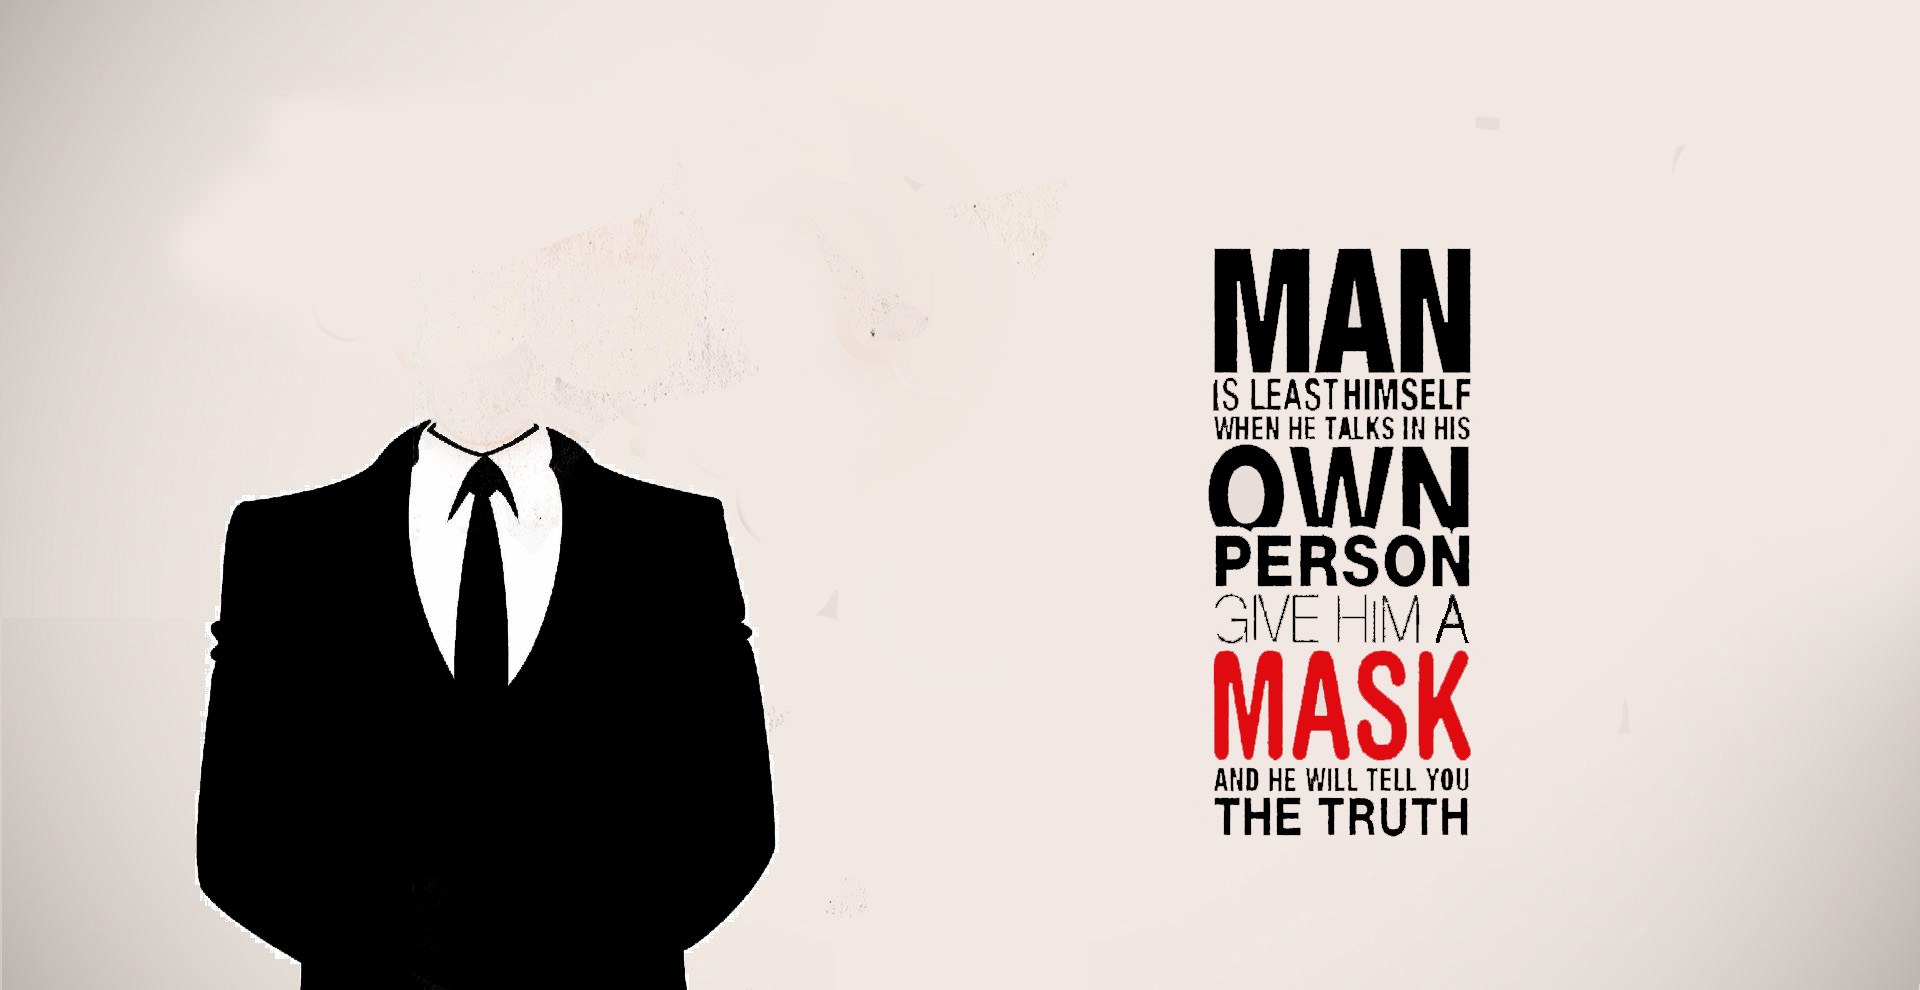 MAN
IS LEAST HIMSELF
WHEN HE TALKS IN HIS
OWN
PERSON
GIVE HIM A
MASK
AND HE WILL TELL YOU
THE TRUTH